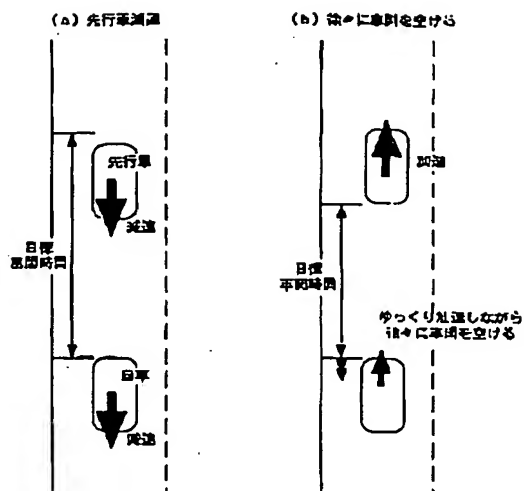 (a) 先行車減速
(b) 徐々に車間を空ける
先行車
減速
目標
車間時間
自車
減速
加速
目標
車間時間
ゆっくり加速しながら
徐々に車間を空ける